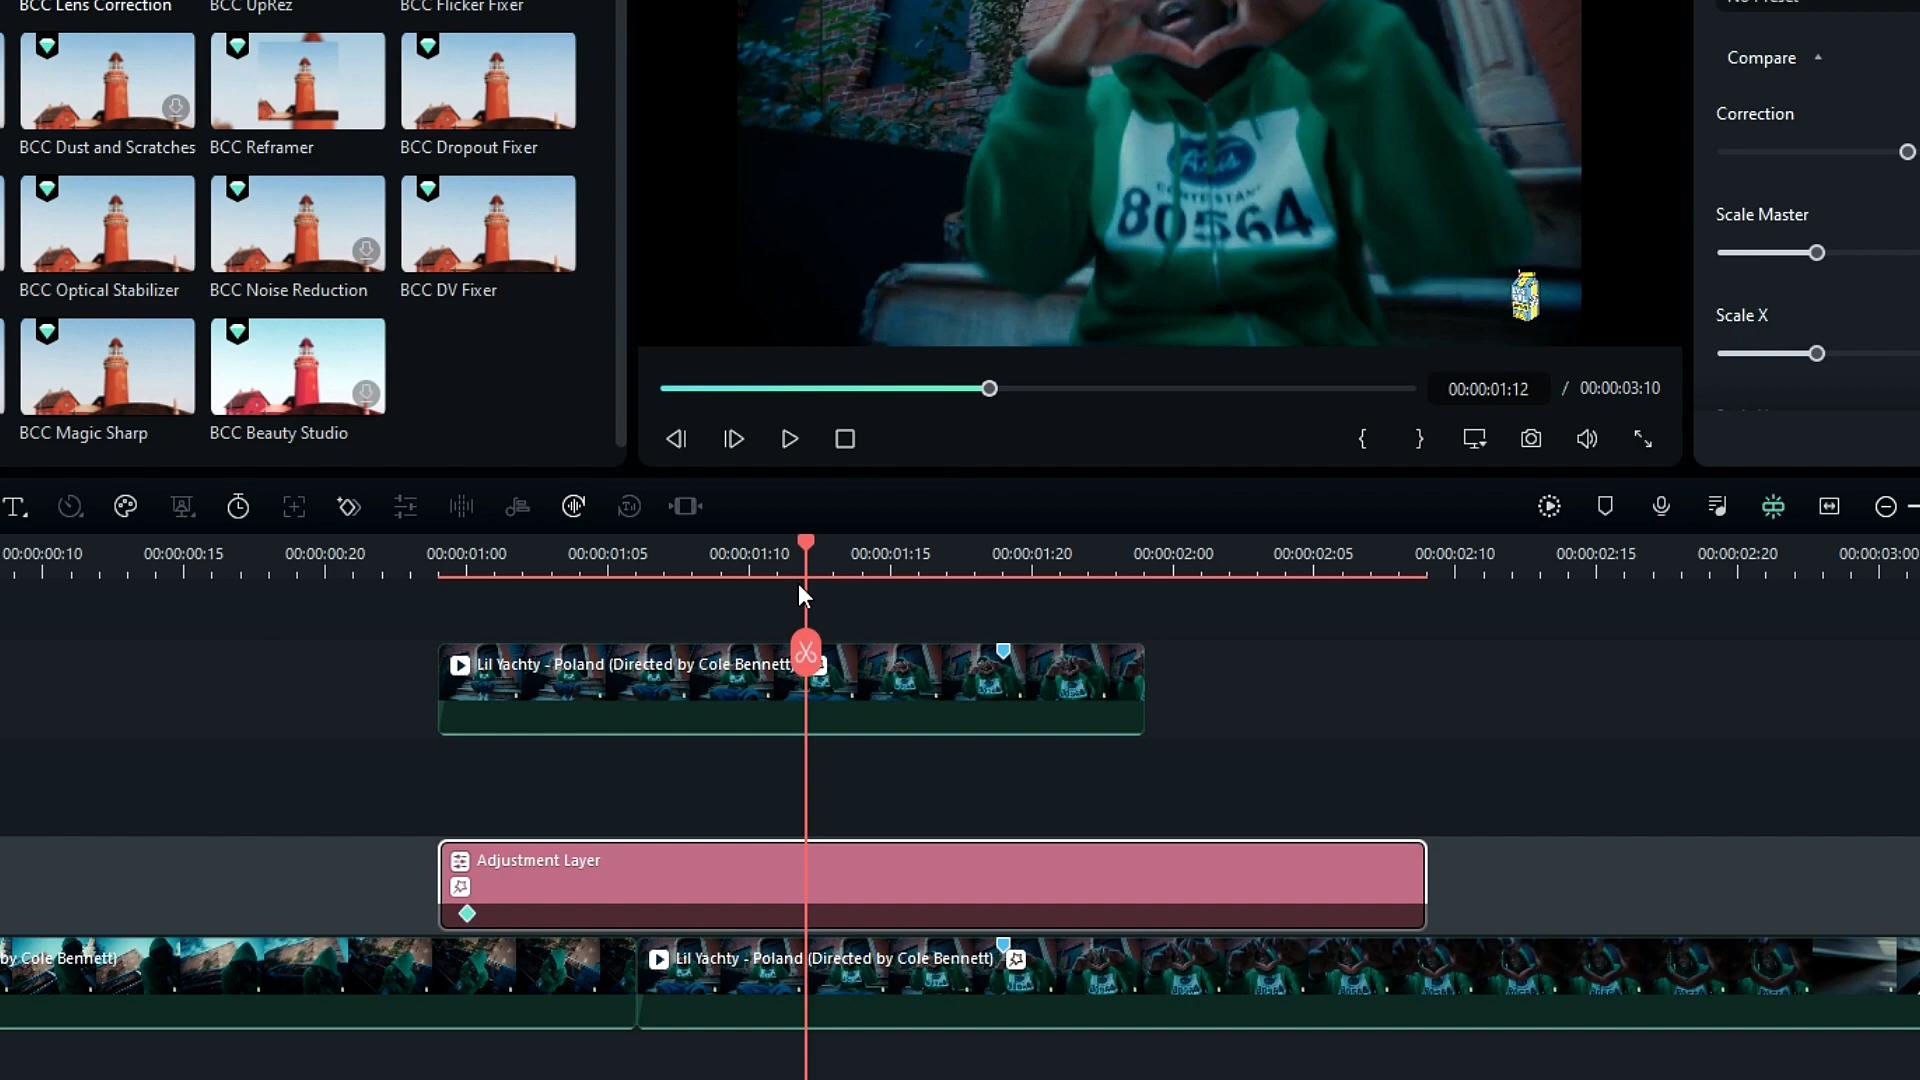 BCC Lens Correction
BCC UpRez
BCC Flicker Fixer
BCC Dust and Scratches
BCC Reframer
BCC Dropout Fixer
BCC Optical Stabilizer
BCC Noise Reduction
BCC DV Fixer
BCC Magic Sharp
BCC Beauty Studio
80564
00:00:01:12 / 00:00:03:10
No Preset
Compare
Correction
Scale Master
Scale X
00:00:00:10
00:00:00:15
00:00:00:20
00:00:01:00
00:00:01:05
00:00:01:10
00:00:01:15
00:00:01:20
00:00:02:00
00:00:02:05
00:00:02:10
00:00:02:15
00:00:02:20
00:00:03:00
Lil Yachty - Poland (Directed by Cole Bennett)
Adjustment Layer
by Cole Bennett)
Lil Yachty - Poland (Directed by Cole Bennett)